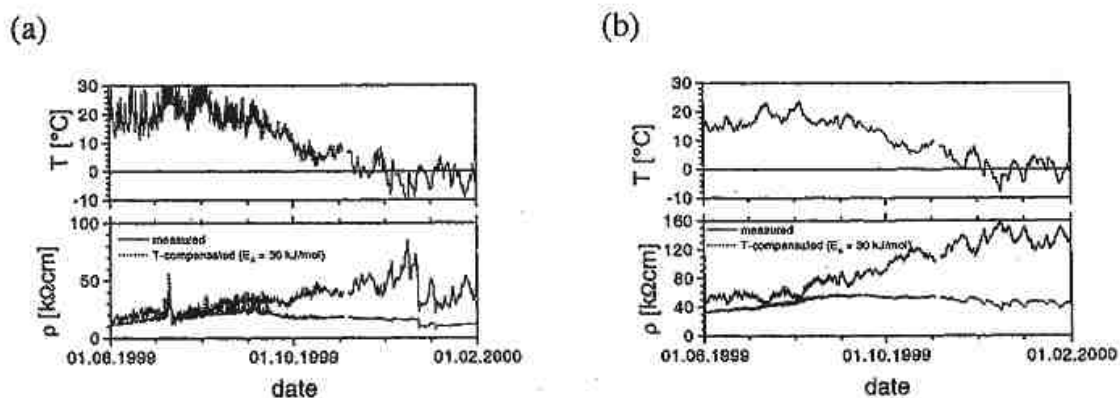 (a)
(b)
30
20
10
0
-10
T [°C]
100
50
0
ρ [kΩcm]
measured
T-compensated (Eₐ = 30 kJ/mol)
01.06.1999
01.10.1999
01.02.2000
date
30
20
10
0
-10
T [°C]
160
120
80
40
0
ρ [kΩcm]
measured
T-compensated (Eₐ = 30 kJ/mol)
01.06.1999
01.10.1999
01.02.2000
date